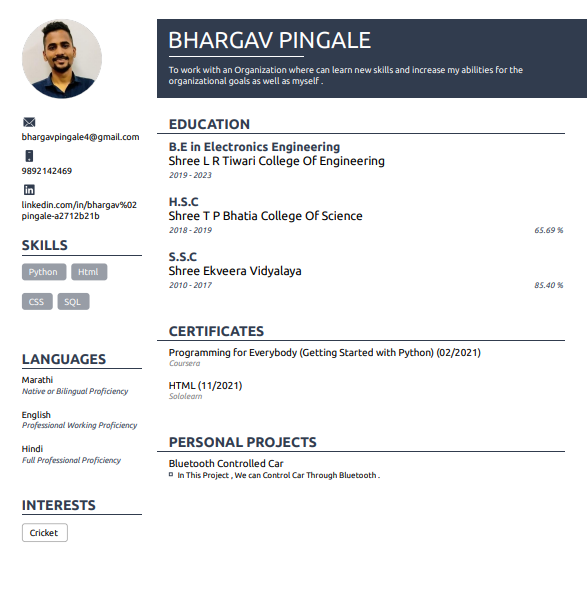 BHARGAV PINGALE
To work with an Organization where can learn new skills and increase my abilities for the
organizational goals as well as myself .
bhargavpingale4@gmail.com
9892142469
linkedin.com/in/bhargav%02
pingale-a2712b21b
SKILLS
Python Html
CSS SQL
LANGUAGES
Marathi
Native or Bilingual Proficiency
English
Professional Working Proficiency
Hindi
Full Professional Proficiency
INTERESTS
Cricket
EDUCATION
B.E in Electronics Engineering
Shree L R Tiwari College Of Engineering
2019 - 2023
H.S.C
Shree T P Bhatia College Of Science
2018 - 2019 65.69 %
S.S.C
Shree Ekveera Vidyalaya
2010 - 2017 85.40 %
CERTIFICATES
Programming for Everybody (Getting Started with Python) (02/2021)
Coursera
HTML (11/2021)
Sololearn
PERSONAL PROJECTS
Bluetooth Controlled Car
In This Project , We can Control Car Through Bluetooth .